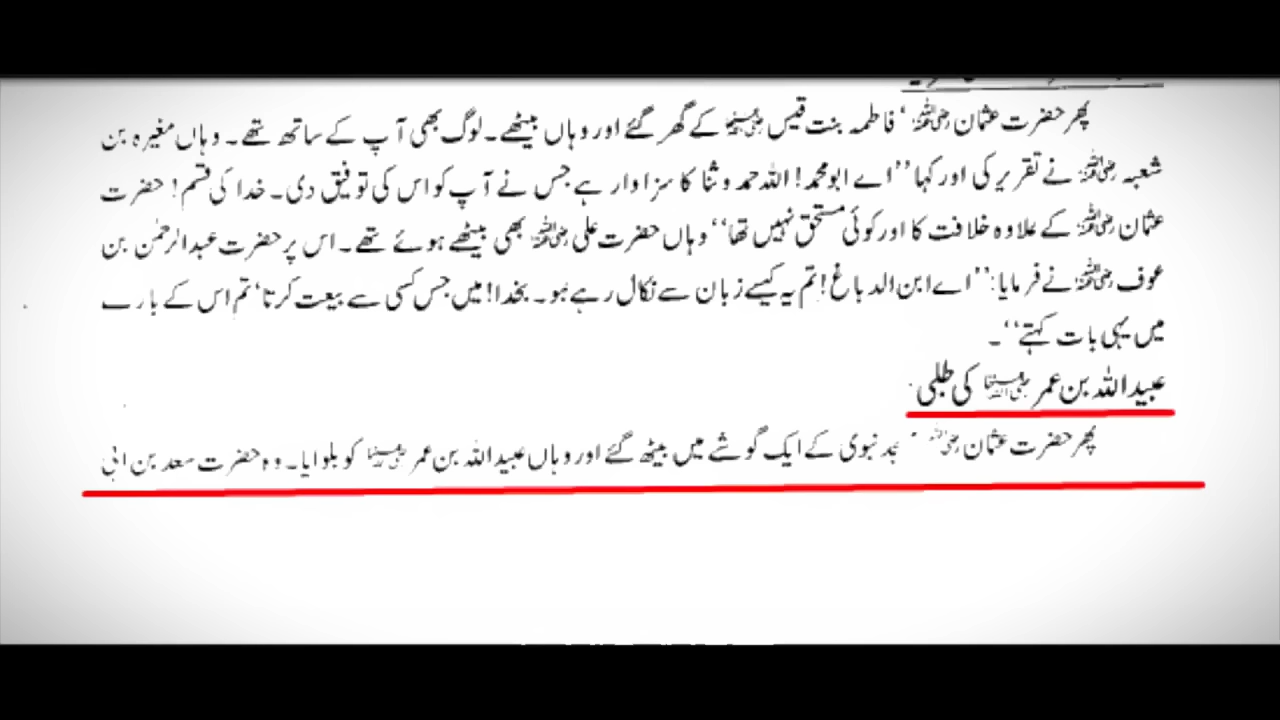 پھر حضرت عثمان رضی اللہ عنہ ' فاطمہ بنت قیس رضی اللہ عنہا کے گھر گئے اور وہاں بیٹھے۔ لوگ بھی آپ کے ساتھ تھے۔ وہاں مغیرہ بن
شعبہ رضی اللہ عنہ نے تقریر کی اور کہا ''اے ابو محمد! اللہ حمد و ثنا کا سزاوار ہے جس نے آپ کو اس کی توفیق دی۔ خدا کی قسم! حضرت
عثمان رضی اللہ عنہ کے علاوہ خلافت کا اور کوئی مستحق نہیں تھا'' وہاں حضرت علی رضی اللہ عنہ بھی بیٹھے ہوئے تھے۔ اس پر حضرت عبدالرحمٰن بن
عوف رضی اللہ عنہ نے فرمایا: ''اے ابن الدباغ! تم یہ کیسے زبان سے نکال رہے ہو۔ بخدا! میں جس کسی سے بیعت کرتا' تم اس کے بارے
میں یہی بات کہتے''۔
عبید اللہ بن عمر رضی اللہ عنہما کی طلبی
پھر حضرت عثمان رضی اللہ عنہ جد نبوی کے ایک گوشے میں بیٹھ گئے اور وہاں عبید اللہ بن عمر رضی اللہ عنہما کو بلوایا۔ وہ حضرت سعد بن ابی